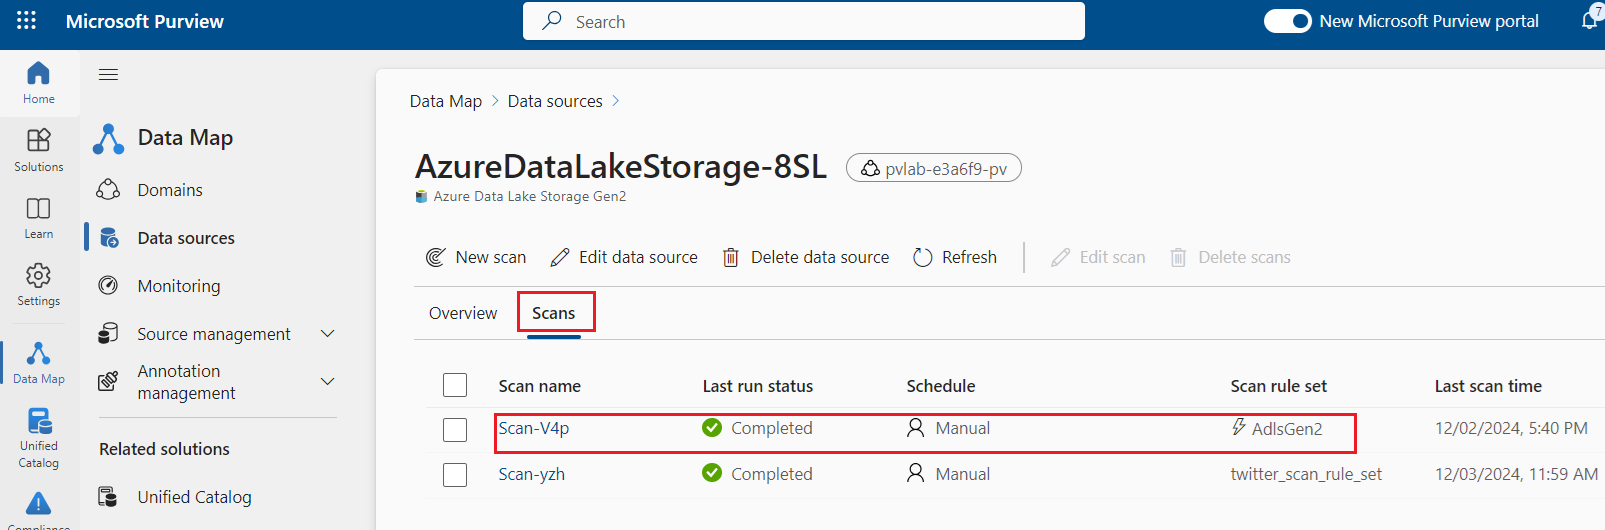 Microsoft Purview
Search
New Microsoft Purview portal
7
Home
Solutions
Learn
Settings
Data Map
Unified
Catalog
Compliance
Data Map
Domains
Data sources
Monitoring
Source management
Annotation
management
Related solutions
Unified Catalog
Data Map > Data sources >
AzureDataLakeStorage-8SL
pvlab-e3a6f9-pv
Azure Data Lake Storage Gen2
New scan Edit data source Delete data source Refresh Edit scan Delete scans
Overview Scans
Scan name Last run status Schedule Scan rule set Last scan time
Scan-V4p Completed Manual AdlsGen2 12/02/2024, 5:40 PM
Scan-yzh Completed Manual twitter_scan_rule_set 12/03/2024, 11:59 AM